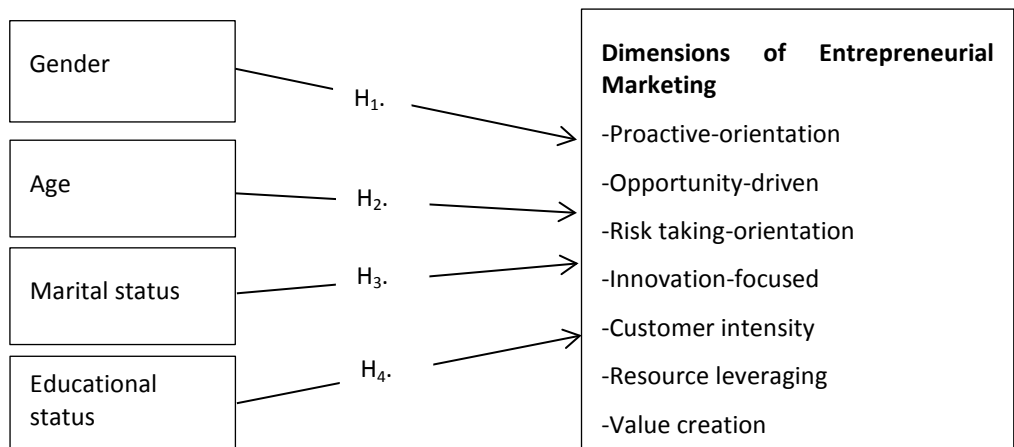 Gender
H₁.
Age
H₂.
Marital status
H₃.
Educational
status
H₄.
Dimensions of Entrepreneurial
Marketing
-Proactive-orientation
-Opportunity-driven
-Risk taking-orientation
-Innovation-focused
-Customer intensity
-Resource leveraging
-Value creation